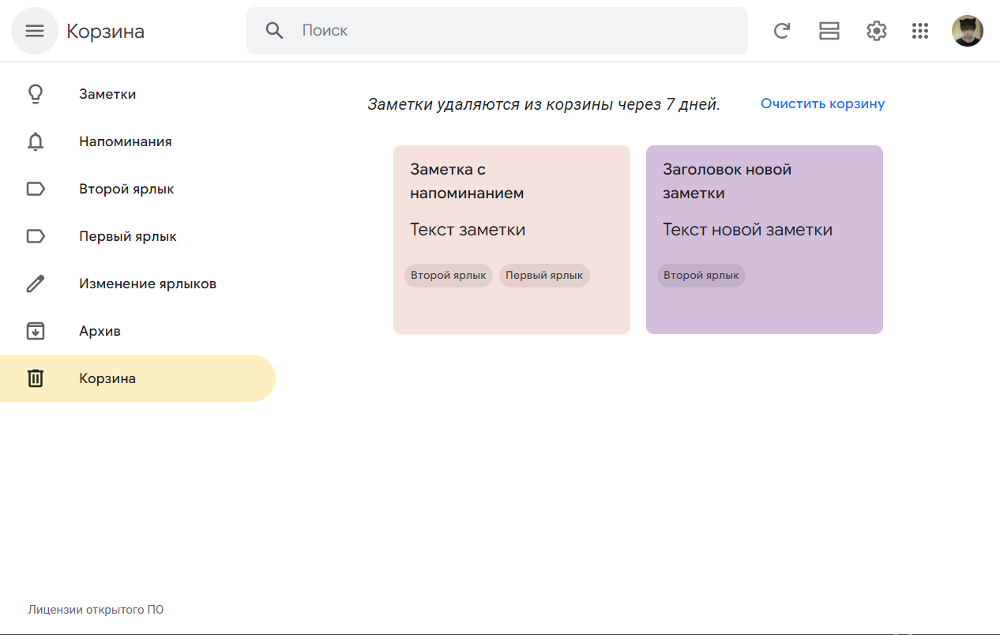 Корзина
Поиск
Заметки
Напоминания
Второй ярлык
Первый ярлык
Изменение ярлыков
Архив
Корзина
Заметки удаляются из корзины через 7 дней.
Очистить корзину
Заметка с
напоминанием
Текст заметки
Второй ярлык
Первый ярлык
Заголовок новой
заметки
Текст новой заметки
Второй ярлык
Лицензии открытого ПО